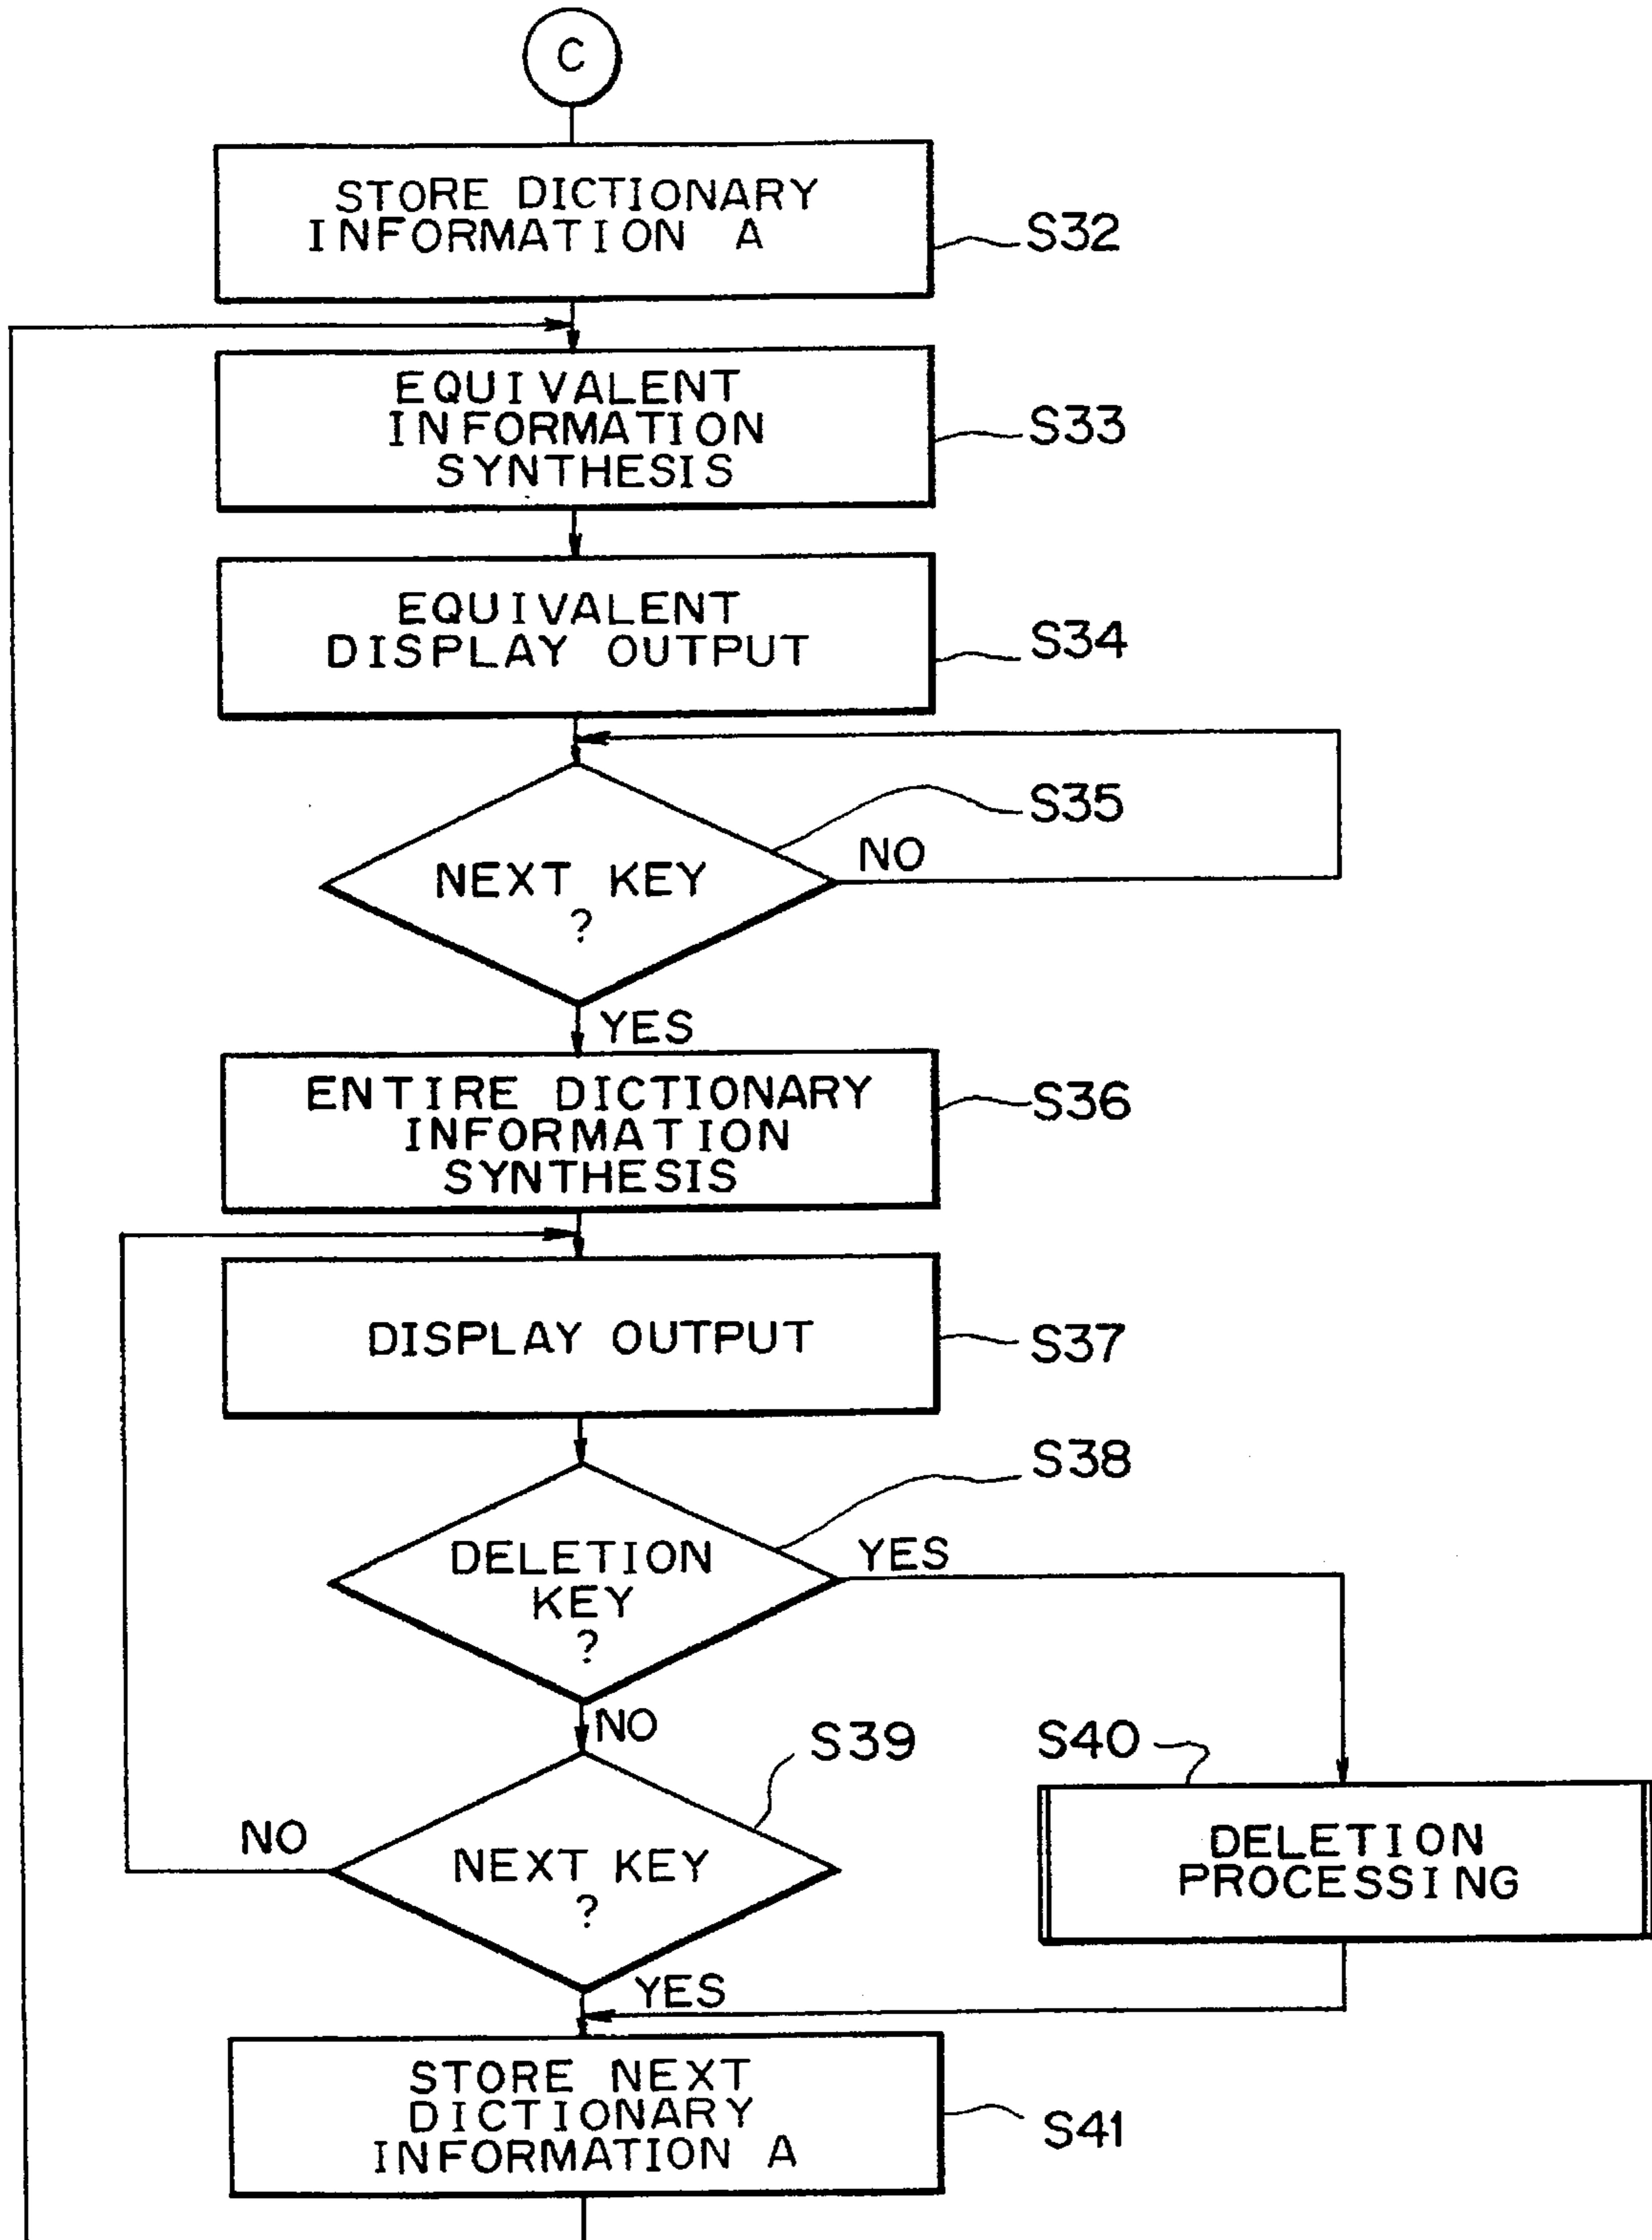 C
STORE DICTIONARY
INFORMATION A
S32
EQUIVALENT
INFORMATION
SYNTHESIS
S33
EQUIVALENT
DISPLAY OUTPUT
S34
S35
NEXT KEY
?
NO
YES
ENTIRE DICTIONARY
INFORMATION
SYNTHESIS
S36
DISPLAY OUTPUT
S37
S38
DELETION
KEY
?
YES
NO
S39
S40
NO
NEXT KEY
?
DELETION
PROCESSING
YES
STORE NEXT
DICTIONARY
INFORMATION A
S41